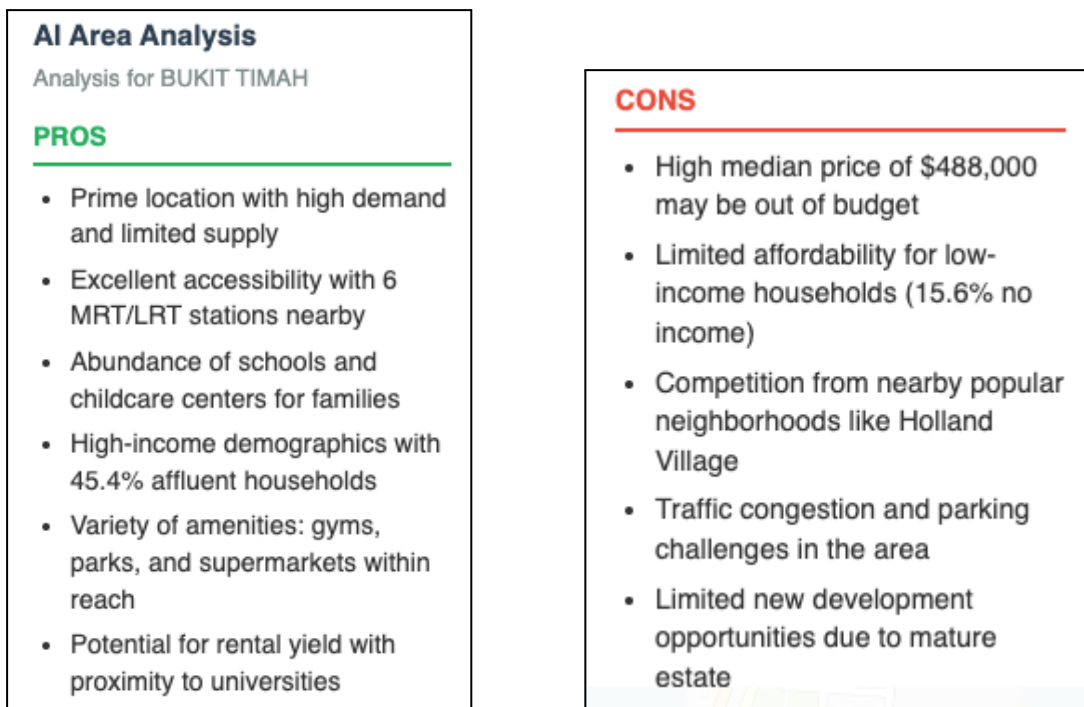 AI Area Analysis
Analysis for BUKIT TIMAH
PROS
• Prime location with high demand
and limited supply
• Excellent accessibility with 6
MRT/LRT stations nearby
• Abundance of schools and
childcare centers for families
• High-income demographics with
45.4% affluent households
• Variety of amenities: gyms,
parks, and supermarkets within
reach
• Potential for rental yield with
proximity to universities
CONS
• High median price of $488,000
may be out of budget
• Limited affordability for low-
income households (15.6% no
income)
• Competition from nearby popular
neighborhoods like Holland
Village
• Traffic congestion and parking
challenges in the area
• Limited new development
opportunities due to mature
estate